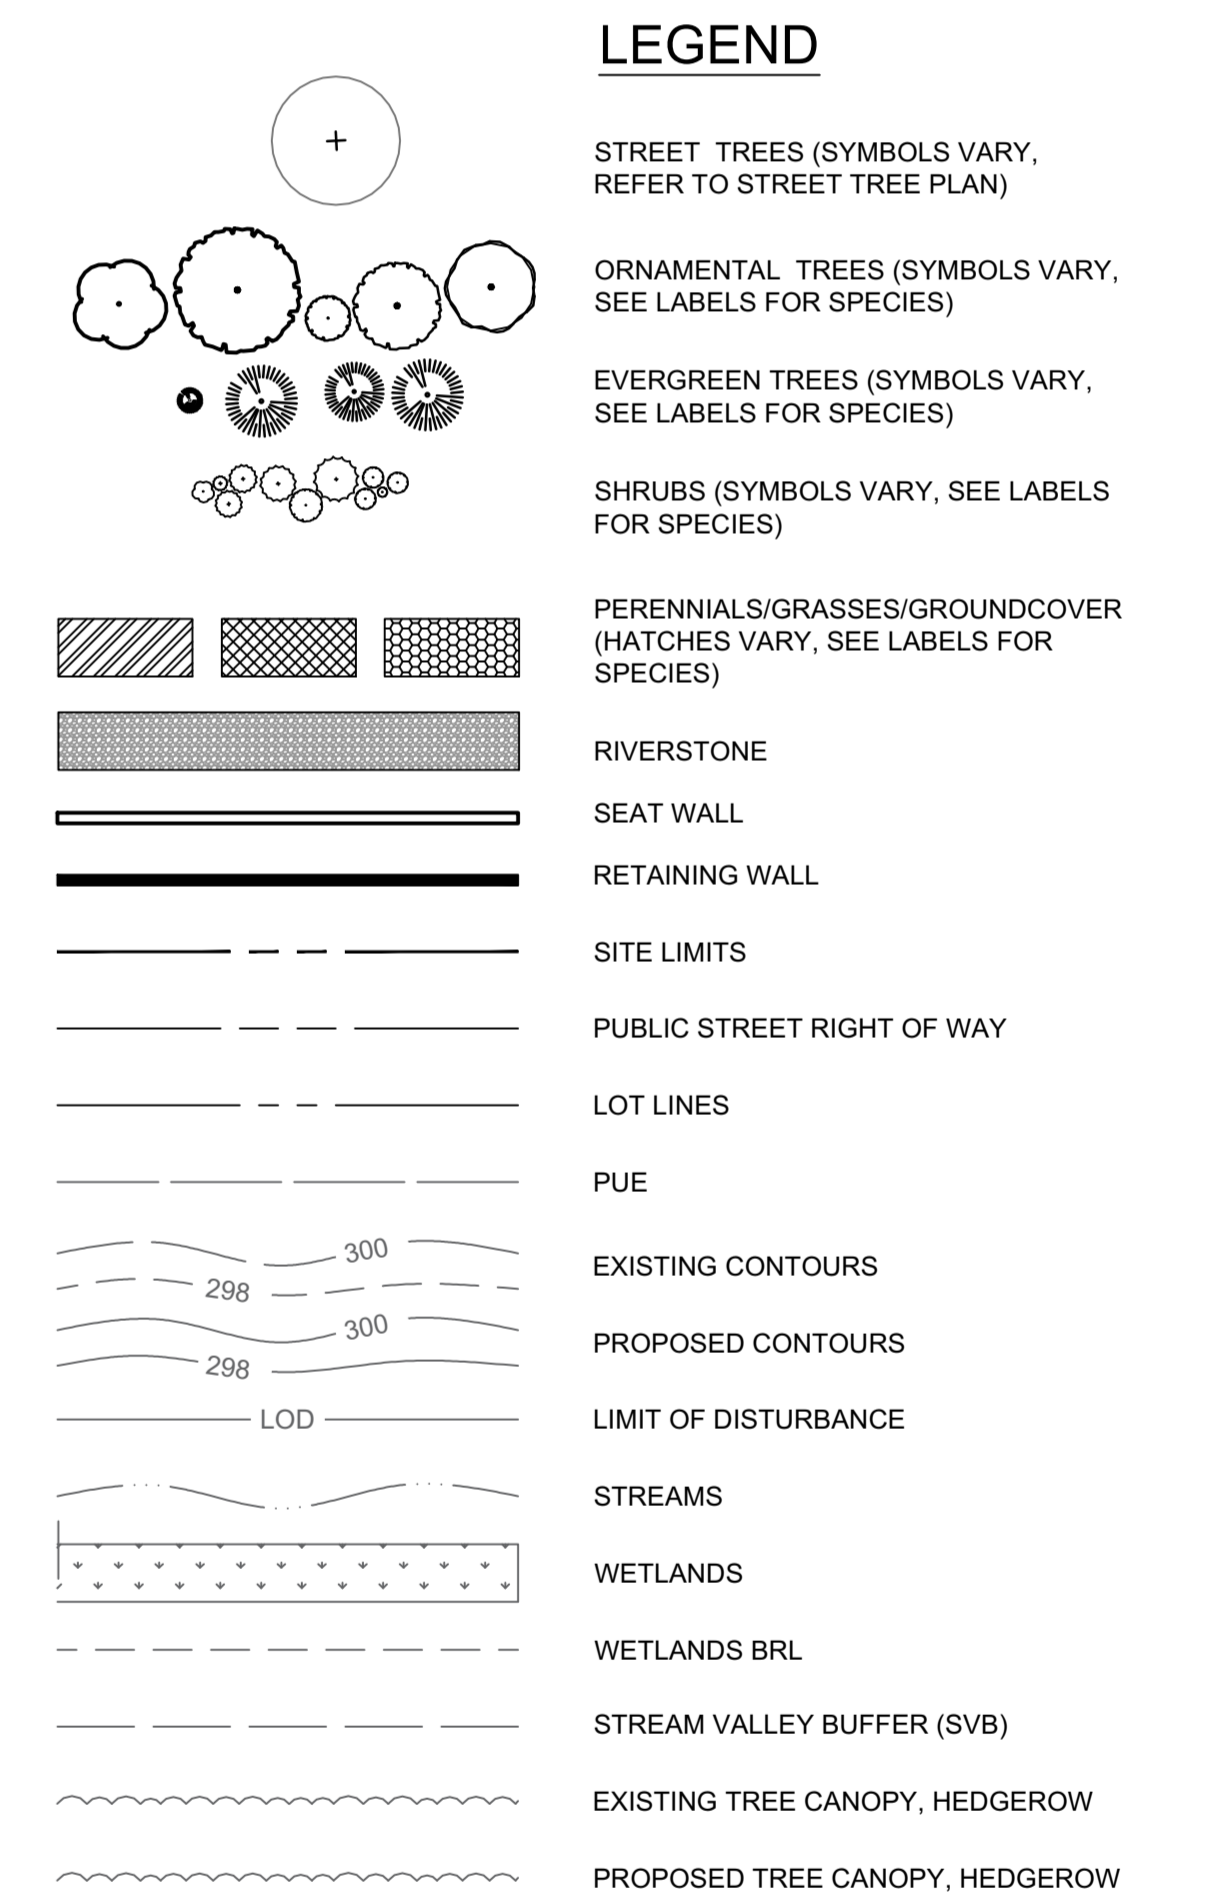 LEGEND
STREET TREES (SYMBOLS VARY,
REFER TO STREET TREE PLAN)
ORNAMENTAL TREES (SYMBOLS VARY,
SEE LABELS FOR SPECIES)
EVERGREEN TREES (SYMBOLS VARY,
SEE LABELS FOR SPECIES)
SHRUBS (SYMBOLS VARY, SEE LABELS
FOR SPECIES)
PERENNIALS/GRASSES/GROUNDCOVER
(HATCHES VARY, SEE LABELS FOR
SPECIES)
RIVERSTONE
SEAT WALL
RETAINING WALL
SITE LIMITS
PUBLIC STREET RIGHT OF WAY
LOT LINES
PUE
300
EXISTING CONTOURS
298
300
PROPOSED CONTOURS
298
LOD
LIMIT OF DISTURBANCE
STREAMS
WETLANDS
WETLANDS BRL
STREAM VALLEY BUFFER (SVB)
EXISTING TREE CANOPY, HEDGEROW
PROPOSED TREE CANOPY, HEDGEROW